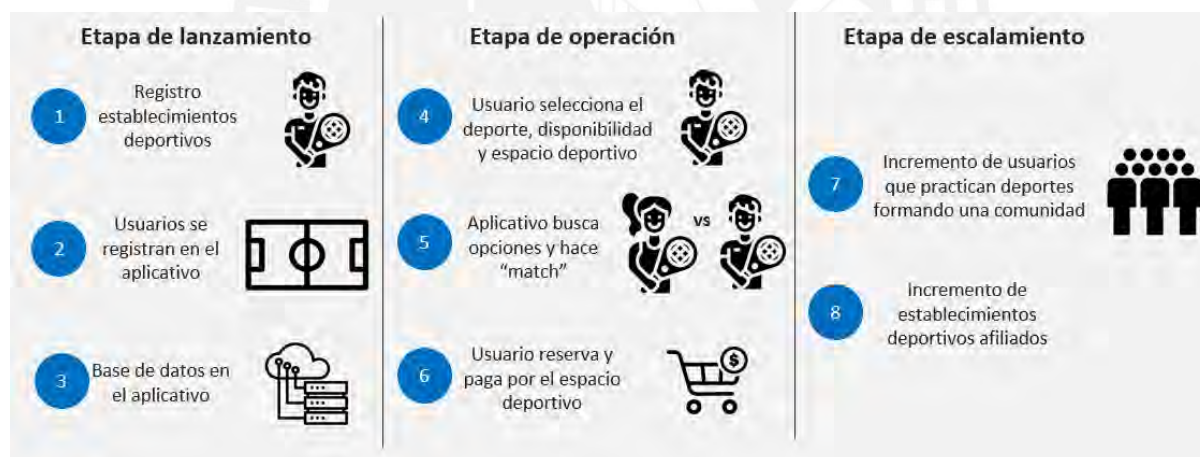 Etapa de lanzamiento
1
Registro
establecimientos
deportivos
2
Usuarios se
registran en el
aplicativo
3
Base de datos en
el aplicativo
Etapa de operación
4
Usuario selecciona el
deporte, disponibilidad
y espacio deportivo
5
Aplicativo busca
opciones y hace
“match”
vs
6
Usuario reserva y
paga por el espacio
deportivo
$
Etapa de escalamiento
7
Incremento de usuarios
que practican deportes
formando una comunidad
8
Incremento de
establecimientos
deportivos afiliados